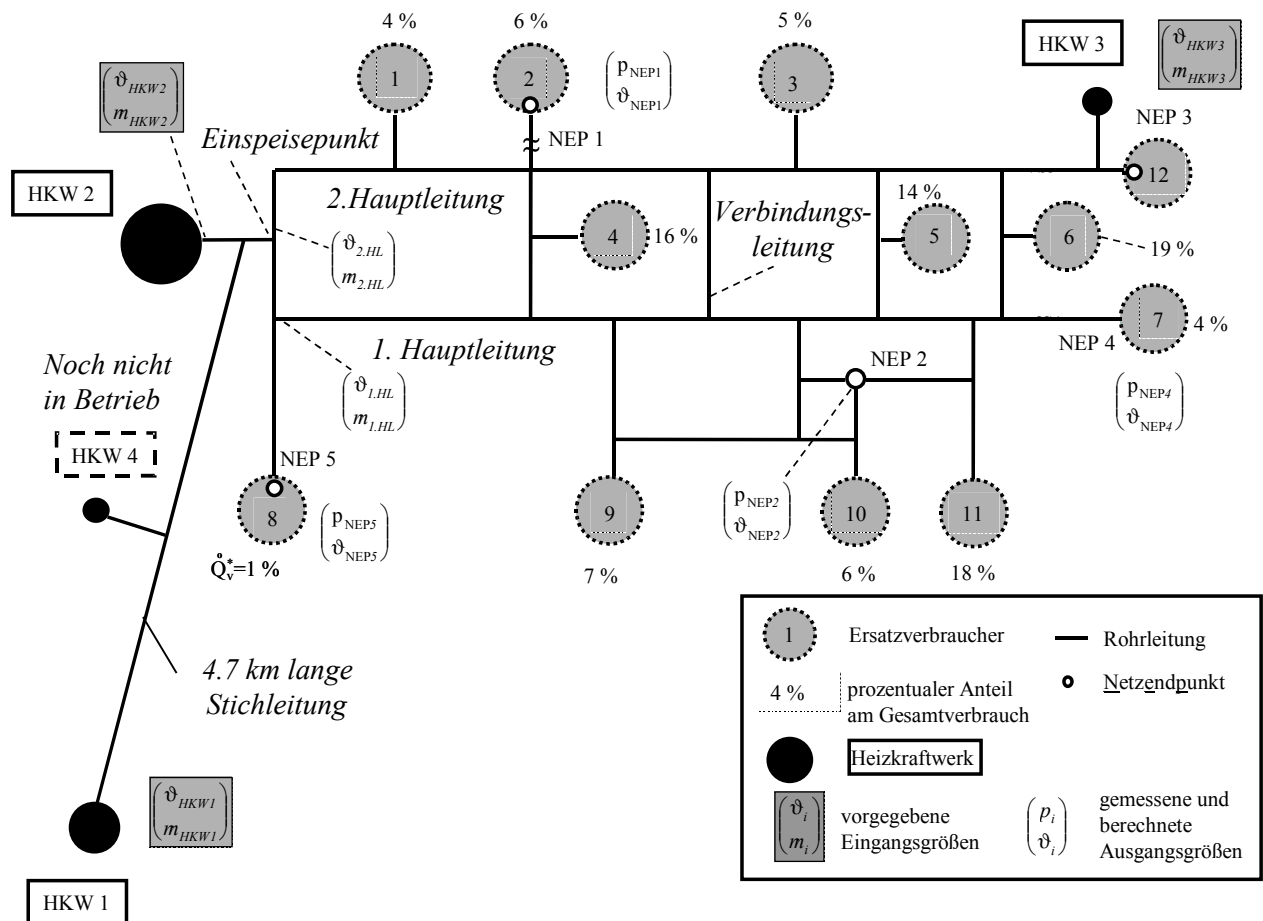 4 %
6 %
5 %
HKW 3
ϑHKW3
mHKW3
1
2
pNEP1
ϑNEP1
3
NEP 3
ϑHKW2
mHKW2
Einspeisepunkt
NEP 1
12
HKW 2
2.Hauptleitung
ϑ2.HL
m2.HL
4
16 %
Verbindungs-
leitung
14 %
5
6
19 %
7
4 %
1. Hauptleitung
ϑ1.HL
m1.HL
NEP 2
NEP 4
pNEP4
ϑNEP4
Noch nicht
in Betrieb
HKW 4
NEP 5
8
pNEP5
ϑNEP5
Q̊*v=1 %
9
7 %
pNEP2
ϑNEP2
10
6 %
11
18 %
4.7 km lange
Stichleitung
ϑHKW1
mHKW1
HKW 1
1
Ersatzverbraucher
Rohrleitung
4 %
prozentualer Anteil
am Gesamtverbrauch
Netzendpunkt
Heizkraftwerk
ϑi
mi
vorgegebene
Eingangsgrößen
pi
ϑi
gemessene und
berechnete
Ausgangsgrößen